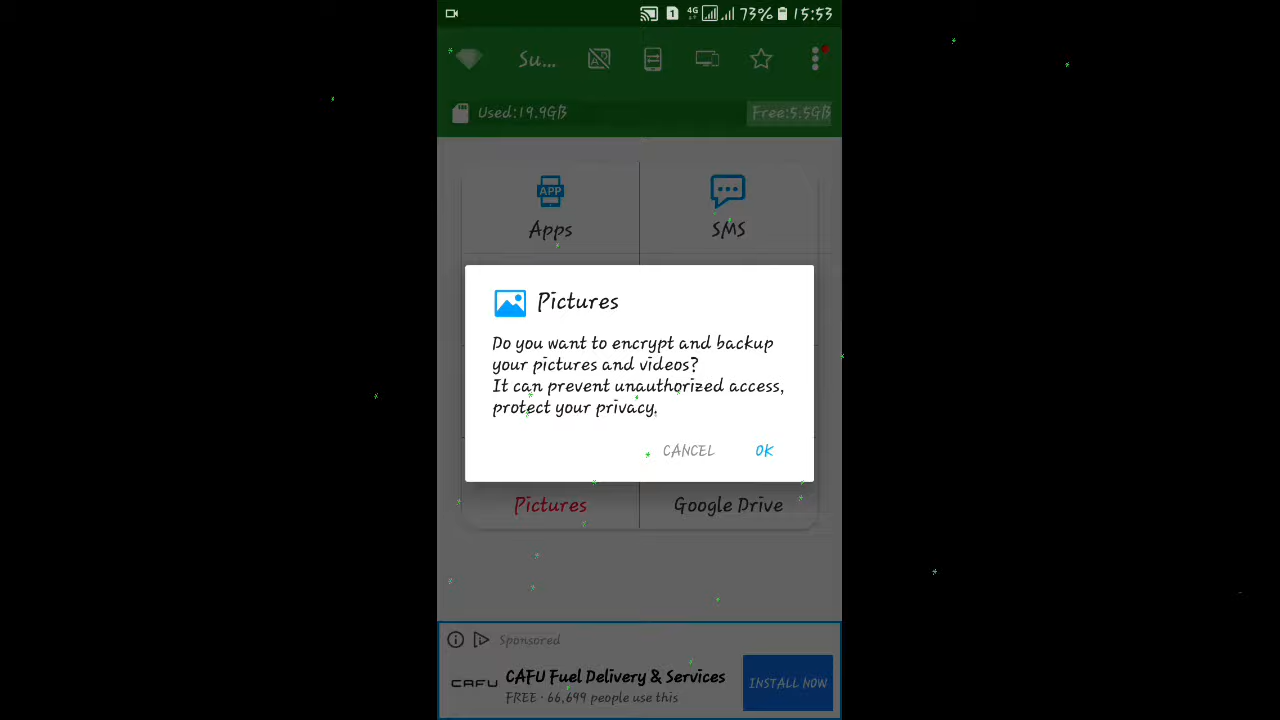 1 4G 73% 15:53
Su...
Used:19.9GB Free:5.5GB
APP
Apps SMS
Pictures
Do you want to encrypt and backup
your pictures and videos?
It can prevent unauthorized access,
protect your privacy.
CANCEL OK
Pictures Google Drive
Sponsored
CAFU CAFU Fuel Delivery & Services
FREE · 66,699 people use this
INSTALL NOW